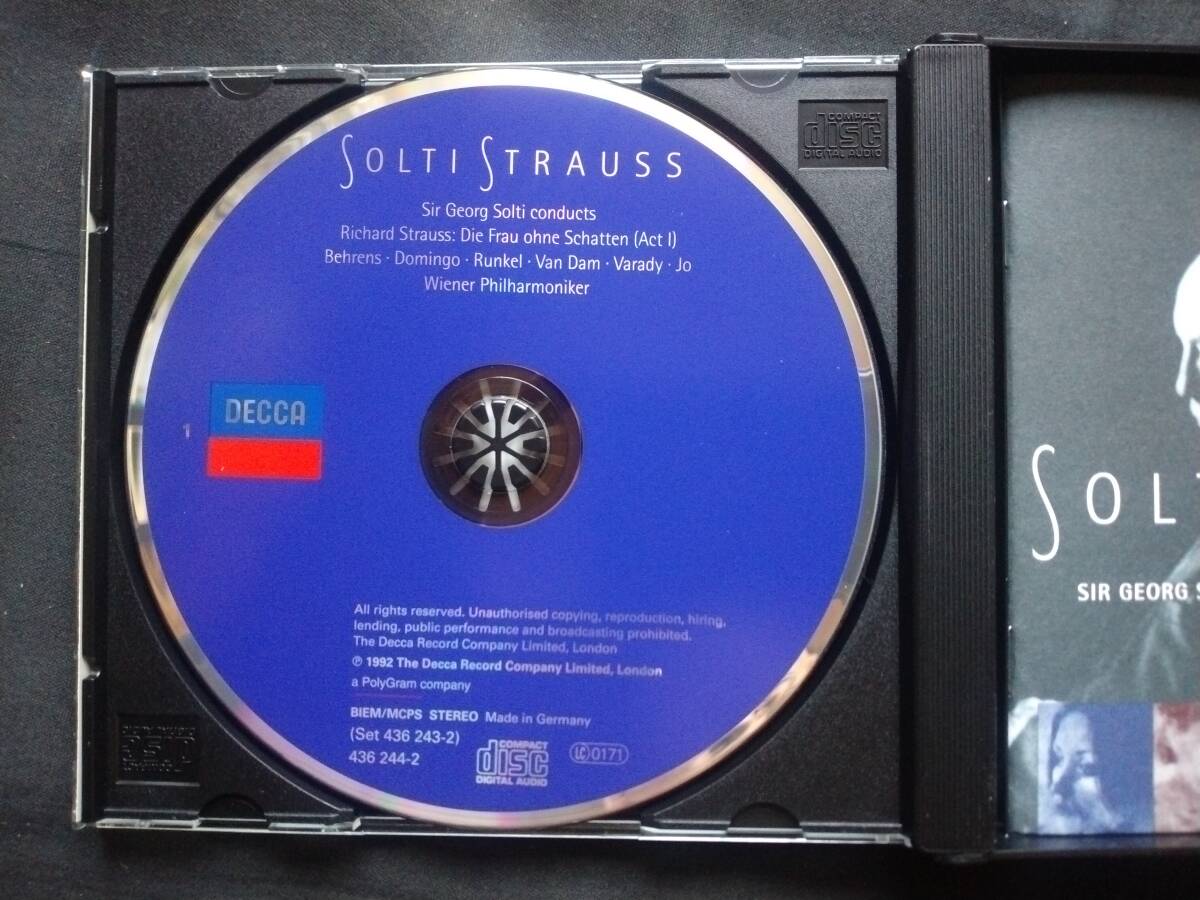 SOLTI STRAUSS
Sir Georg Solti conducts
Richard Strauss: Die Frau ohne Schatten (Act I)
Behrens · Domingo · Runkel · Van Dam · Varady · Jo
Wiener Philharmoniker
1
DECCA
All rights reserved. Unauthorised copying, reproduction, hiring,
lending, public performance and broadcasting prohibited.
The Decca Record Company Limited, London
℗ 1992 The Decca Record Company Limited, London
a PolyGram company
BIEM/MCPS STEREO Made in Germany
(Set 436 243-2)
436 244-2
COMPACT
disc
DIGITAL AUDIO
LC 0171
COMPACT
disc
DIGITAL AUDIO
SOL
SIR GEORG S